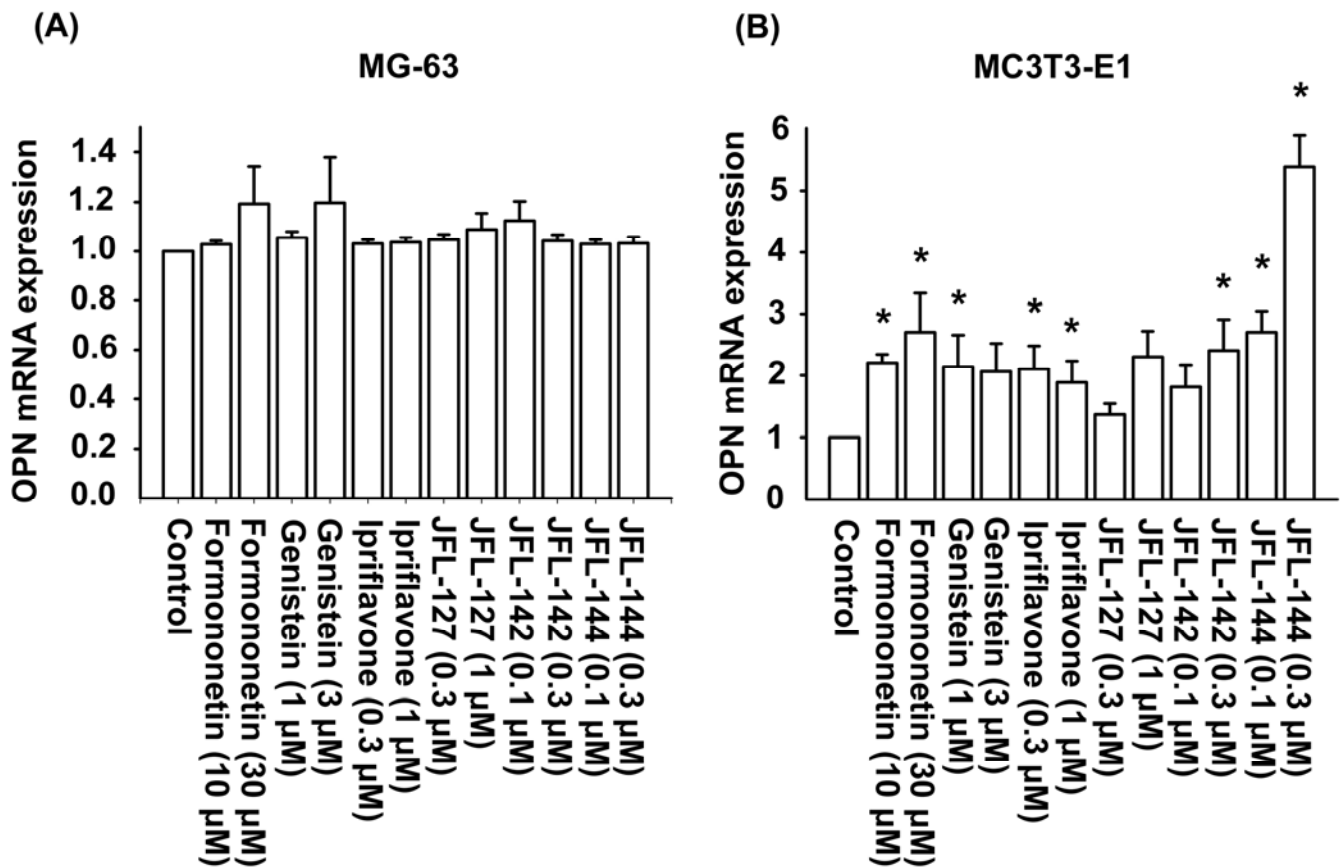 (A)
MG-63
OPN mRNA expression
1.4
1.2
1.0
0.8
0.6
0.4
0.2
0.0
Control
Formononetin (10 μM)
Formononetin (30 μM)
Genistein (1 μM)
Genistein (3 μM)
Ipriflavone (0.3 μM)
Ipriflavone (1 μM)
JFL-127 (0.3 μM)
JFL-127 (1 μM)
JFL-142 (0.1 μM)
JFL-142 (0.3 μM)
JFL-144 (0.1 μM)
JFL-144 (0.3 μM)
(B)
MC3T3-E1
OPN mRNA expression
6
5
4
3
2
1
0
*
*
*
*
*
*
*
*
Control
Formononetin (10 μM)
Formononetin (30 μM)
Genistein (1 μM)
Genistein (3 μM)
Ipriflavone (0.3 μM)
Ipriflavone (1 μM)
JFL-127 (0.3 μM)
JFL-127 (1 μM)
JFL-142 (0.1 μM)
JFL-142 (0.3 μM)
JFL-144 (0.1 μM)
JFL-144 (0.3 μM)